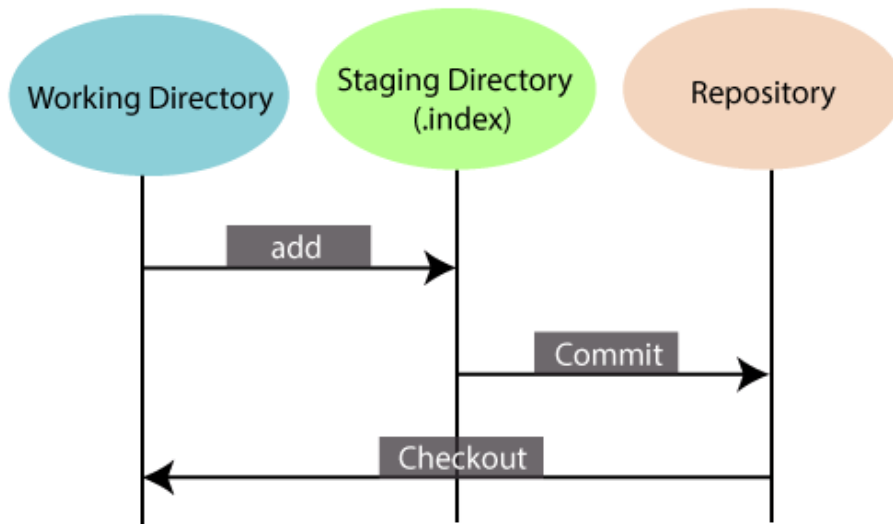 Working Directory
Staging Directory
(.index)
Repository
add
Commit
Checkout